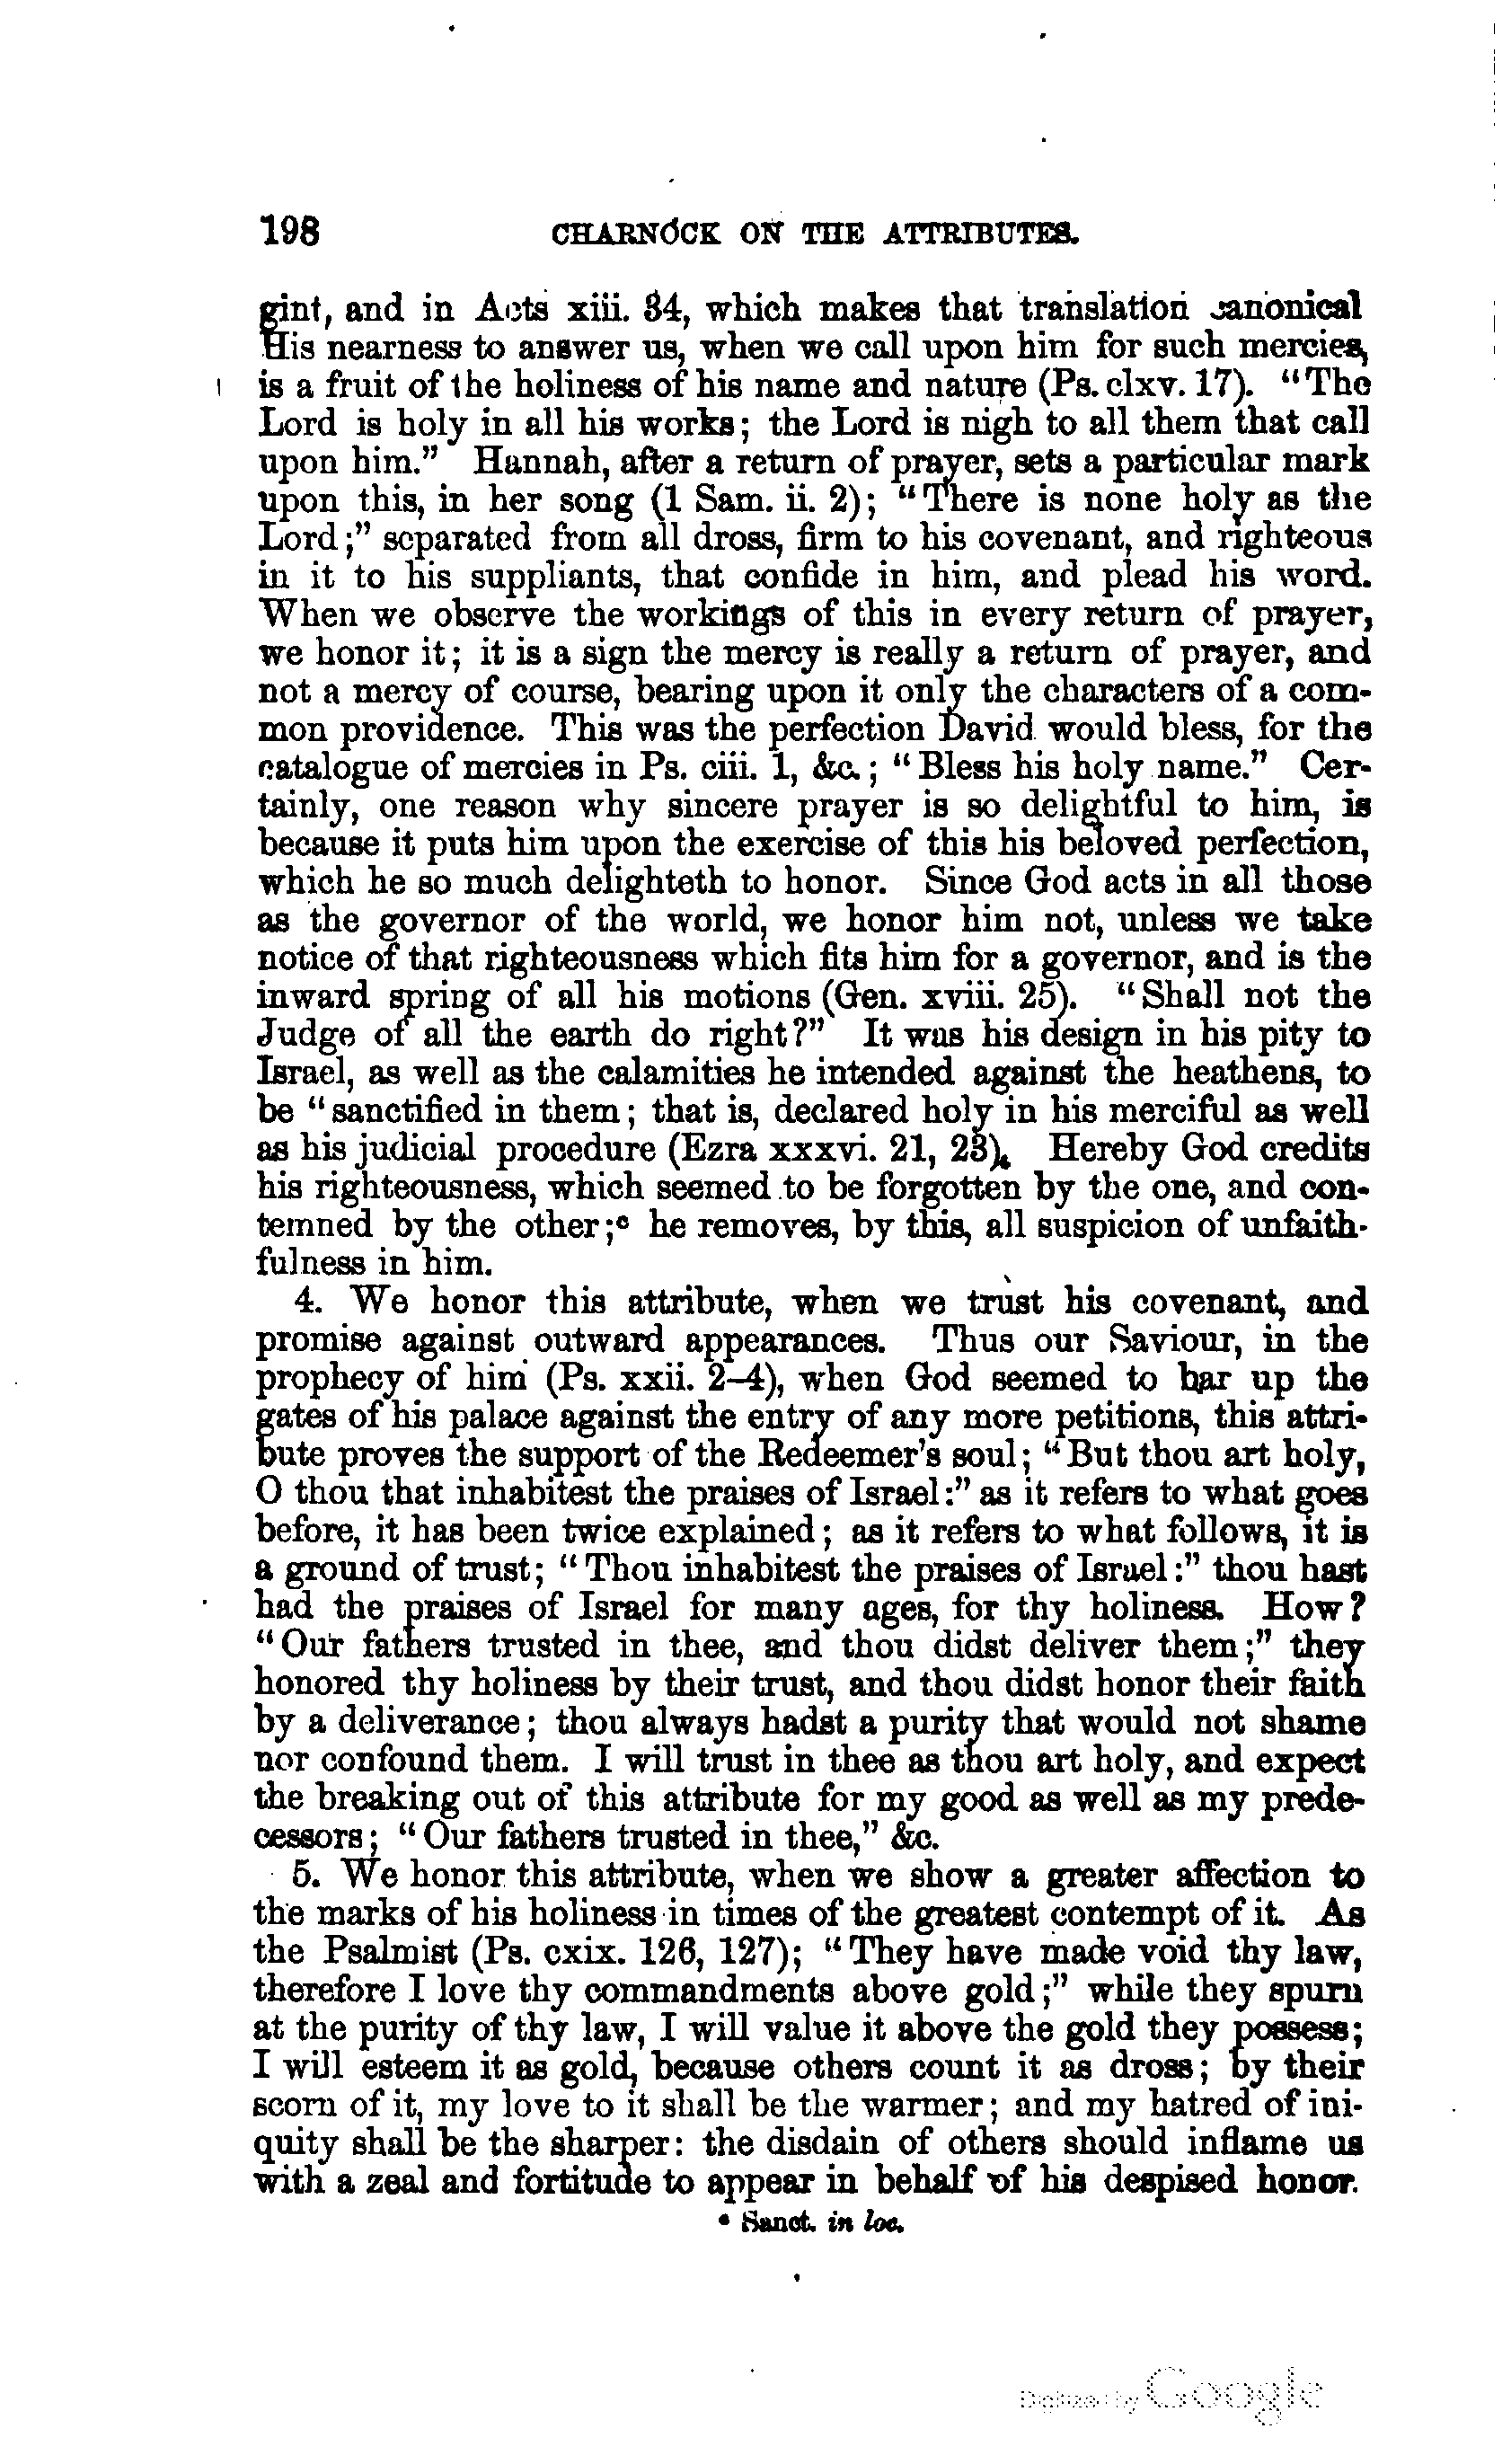 198 CHARNOCK ON THE ATTRIBUTES.
gint, and in Acts xiii. 34, which makes that translation canonical
His nearness to answer us, when we call upon him for such mercies,
is a fruit of the holiness of his name and nature (Ps. clxv. 17). “The
Lord is holy in all his works; the Lord is nigh to all them that call
upon him.” Hannah, after a return of prayer, sets a particular mark
upon this, in her song (1 Sam. ii. 2); “There is none holy as the
Lord;” separated from all dross, firm to his covenant, and righteous
in it to his suppliants, that confide in him, and plead his word.
When we observe the workings of this in every return of prayer,
we honor it; it is a sign the mercy is really a return of prayer, and
not a mercy of course, bearing upon it only the characters of a com-
mon providence. This was the perfection David would bless, for the
catalogue of mercies in Ps. ciii. 1, &c.; “Bless his holy name.” Cer-
tainly, one reason why sincere prayer is so delightful to him, is
because it puts him upon the exercise of this his beloved perfection,
which he so much delighteth to honor. Since God acts in all those
as the governor of the world, we honor him not, unless we take
notice of that righteousness which fits him for a governor, and is the
inward spring of all his motions (Gen. xviii. 25). “Shall not the
Judge of all the earth do right?” It was his design in his pity to
Israel, as well as the calamities he intended against the heathens, to
be “sanctified in them; that is, declared holy in his merciful as well
as his judicial procedure (Ezra xxxvi. 21, 23). Hereby God credits
his righteousness, which seemed to be forgotten by the one, and con-
temned by the other;c he removes, by this, all suspicion of unfaith-
fulness in him.
4. We honor this attribute, when we trust his covenant, and
promise against outward appearances. Thus our Saviour, in the
prophecy of him (Ps. xxii. 2–4), when God seemed to bar up the
gates of his palace against the entry of any more petitions, this attri-
bute proves the support of the Redeemer’s soul; “But thou art holy,
O thou that inhabitest the praises of Israel:” as it refers to what goes
before, it has been twice explained; as it refers to what follows, it is
a ground of trust; “Thou inhabitest the praises of Israel:” thou hast
had the praises of Israel for many ages, for thy holiness. How?
“Our fathers trusted in thee, and thou didst deliver them;” they
honored thy holiness by their trust, and thou didst honor their faith
by a deliverance; thou always hadst a purity that would not shame
nor confound them. I will trust in thee as thou art holy, and expect
the breaking out of this attribute for my good as well as my prede-
cessors; “Our fathers trusted in thee,” &c.
5. We honor this attribute, when we show a greater affection to
the marks of his holiness in times of the greatest contempt of it. As
the Psalmist (Ps. cxix. 126, 127); “They have made void thy law,
therefore I love thy commandments above gold;” while they spurn
at the purity of thy law, I will value it above the gold they possess;
I will esteem it as gold, because others count it as dross; by their
scorn of it, my love to it shall be the warmer; and my hatred of ini-
quity shall be the sharper: the disdain of others should inflame us
with a zeal and fortitude to appear in behalf of his despised honor.
c Sanct. in loc.
Digitized by Google